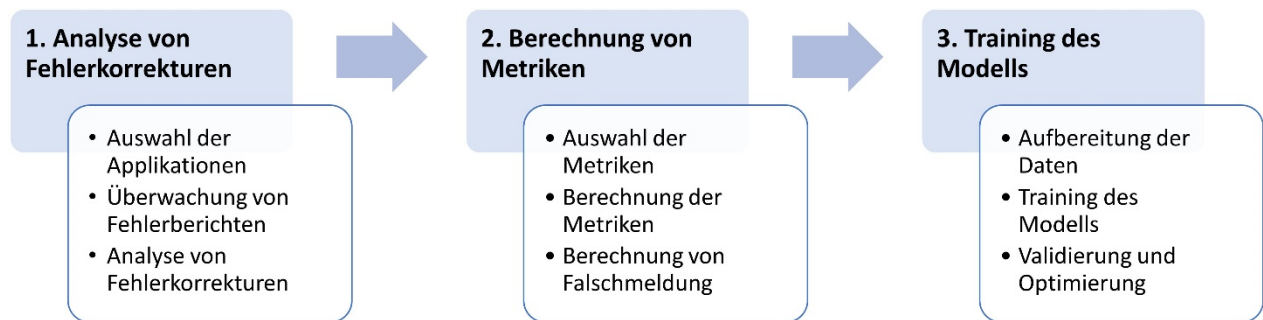 1. Analyse von
Fehlerkorrekturen
• Auswahl der
Applikationen
• Überwachung von
Fehlerberichten
• Analyse von
Fehlerkorrekturen
2. Berechnung von
Metriken
• Auswahl der
Metriken
• Berechnung der
Metriken
• Berechnung von
Falschmeldung
3. Training des
Modells
• Aufbereitung der
Daten
• Training des
Modells
• Validierung und
Optimierung